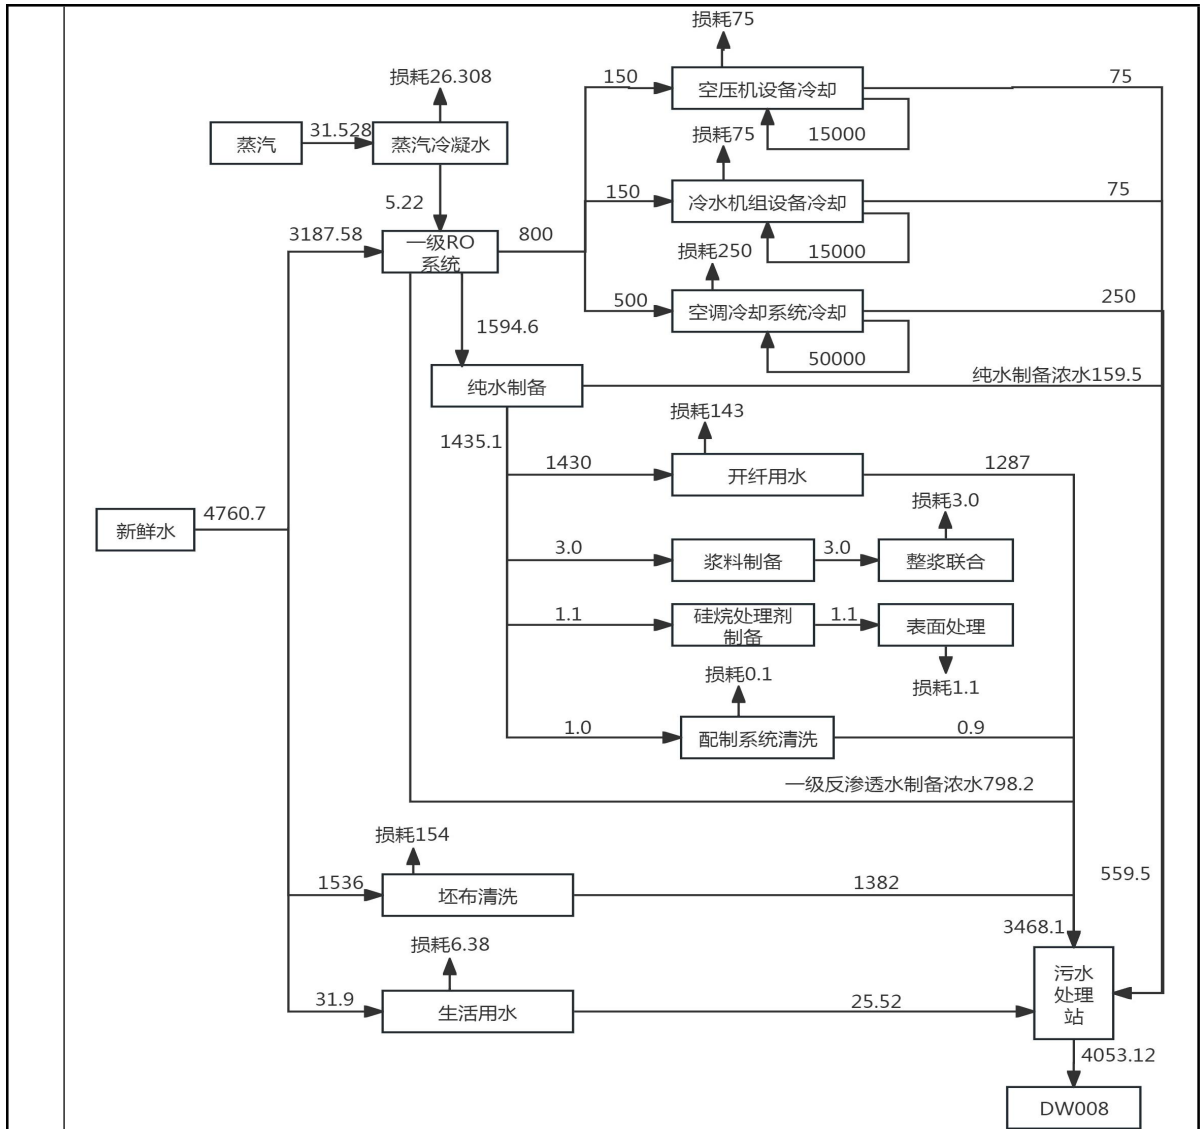 损耗75
150
空压机设备冷却
75
15000
损耗26.308
蒸汽
31.528
蒸汽冷凝水
5.22
损耗75
150
冷水机组设备冷却
75
15000
3187.58
一级RO
系统
800
损耗250
500
空调冷却系统冷却
250
50000
1594.6
纯水制备
纯水制备浓水159.5
1435.1
损耗143
1430
开纤用水
1287
新鲜水
4760.7
损耗3.0
3.0
浆料制备
3.0
整浆联合
1.1
硅烷处理剂
制备
1.1
表面处理
损耗1.1
损耗0.1
1.0
配制系统清洗
0.9
一级反渗透水制备浓水798.2
损耗154
1536
坯布清洗
1382
559.5
3468.1
损耗6.38
31.9
生活用水
25.52
污水
处理
站
4053.12
DW008